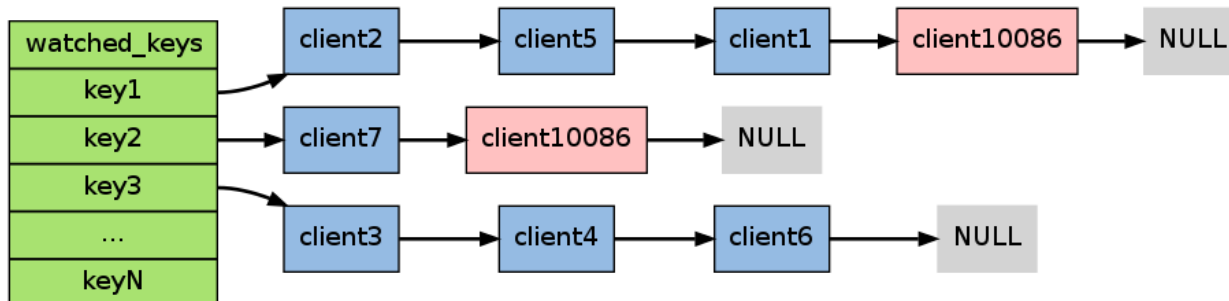 watched_keys
key1
key2
key3
...
keyN
client2 client5 client1 client10086 NULL
client7 client10086 NULL
client3 client4 client6 NULL